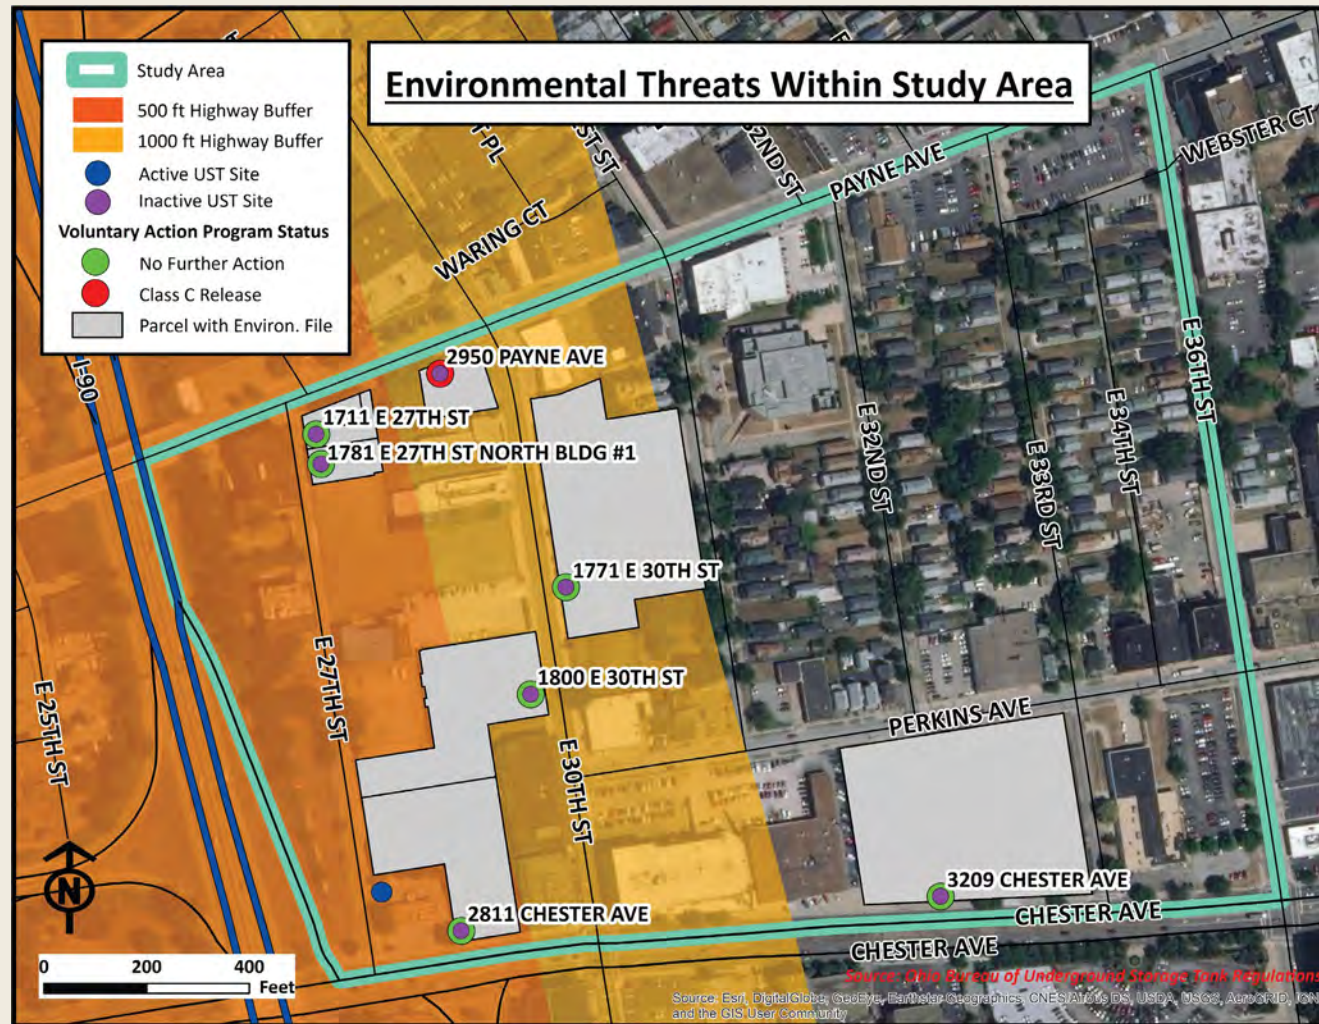 Environmental Threats Within Study Area
Study Area
500 ft Highway Buffer
1000 ft Highway Buffer
Active UST Site
Inactive UST Site
Voluntary Action Program Status
No Further Action
Class C Release
Parcel with Environ. File
PAYNE AVE
WEBSTER CT
WARING CT
I-90
2950 PAYNE AVE
1711 E 27TH ST
1781 E 27TH ST NORTH BLDG #1
E 36TH ST
E 34TH ST
E 33RD ST
E 32ND ST
1771 E 30TH ST
1800 E 30TH ST
E 27TH ST
E 25TH ST
E 30TH ST
PERKINS AVE
3209 CHESTER AVE
2811 CHESTER AVE
CHESTER AVE
CHESTER AVE
N
0 200 400
Feet
Source: Ohio Bureau of Underground Storage Tank Regulations
Source: Esri, DigitalGlobe, GeoEye, Earthstar Geographics, CNES/Airbus DS, USDA, USGS, AeroGRID, IGN,
and the GIS User Community